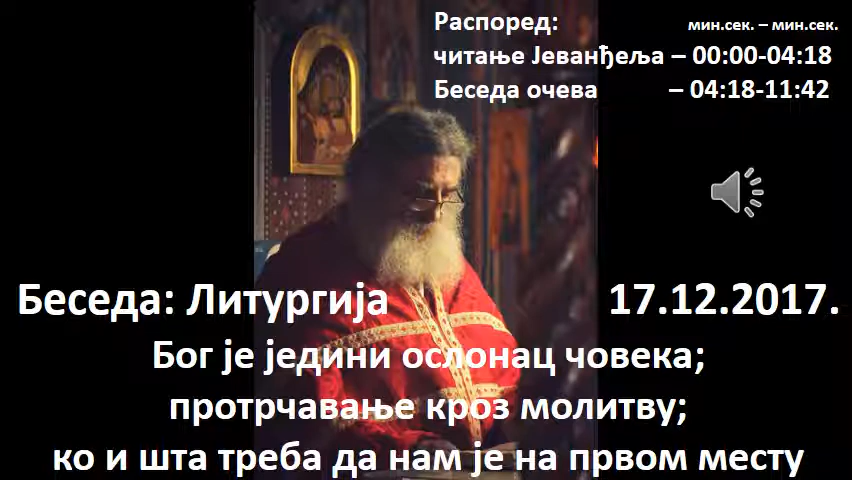 Распоред: мин.сек. – мин.сек.
читање Јеванђеља – 00:00-04:18
Беседа очева – 04:18-11:42
Беседа: Литургија 17.12.2017.
Бог је једини ослонац човека;
протрчавање кроз молитву;
ко и шта треба да нам је на првом месту